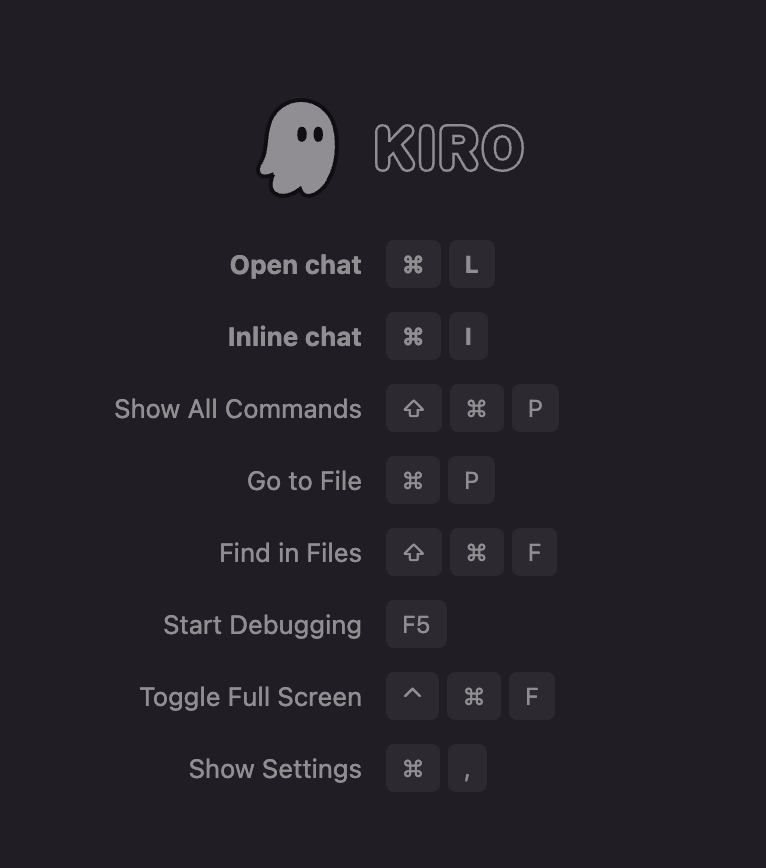 KIRO
Open chat ⌘ L
Inline chat ⌘ I
Show All Commands ⇧ ⌘ P
Go to File ⌘ P
Find in Files ⇧ ⌘ F
Start Debugging F5
Toggle Full Screen ⌃ ⌘ F
Show Settings ⌘ ,